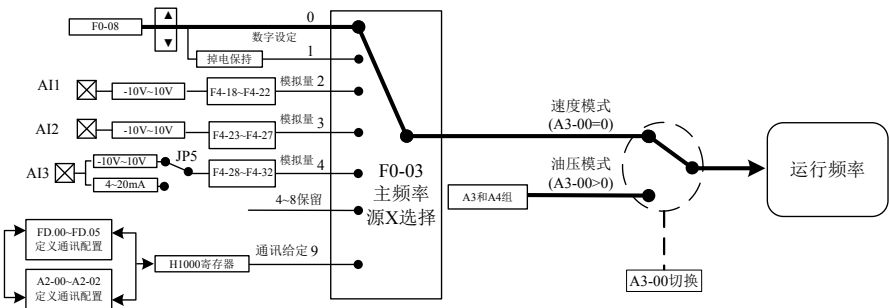 F0-08
▲
▼
0
数字设定
掉电保持
1
AI1
-10V~10V
F4-18~F4-22
模拟量 2
AI2
-10V~10V
F4-23~F4-27
模拟量 3
AI3
-10V~10V
4~20mA
JP5
F4-28~F4-32
模拟量 4
4~8保留
FD.00~FD.05
定义通讯配置
A2-00~A2-02
定义通讯配置
H1000寄存器
通讯给定 9
F0-03
主频率
源X选择
速度模式
(A3-00=0)
油压模式
(A3-00>0)
A3和A4组
A3-00切换
运行频率